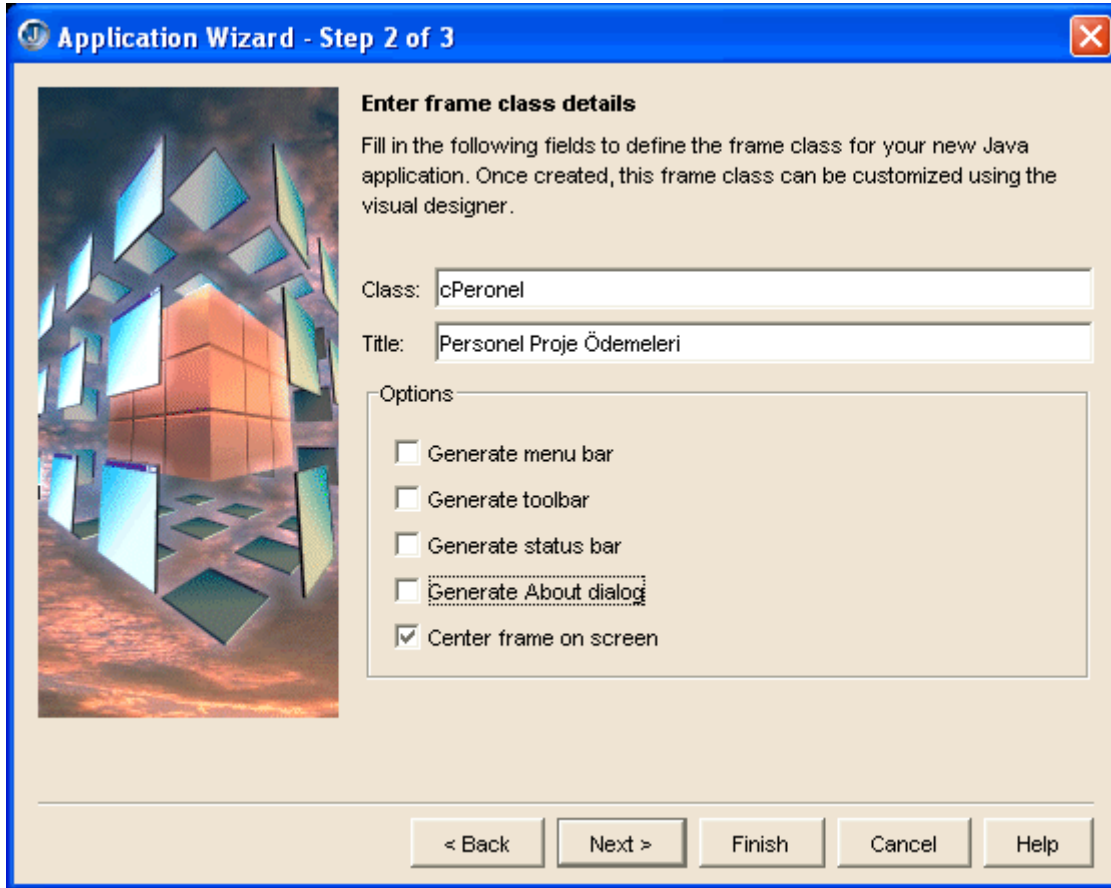 Application Wizard - Step 2 of 3
Enter frame class details
Fill in the following fields to define the frame class for your new Java
application. Once created, this frame class can be customized using the
visual designer.
Class: cPeronel
Title: Personel Proje Ödemeleri
Options
Generate menu bar
Generate toolbar
Generate status bar
Generate About dialog
Center frame on screen
< Back Next > Finish Cancel Help